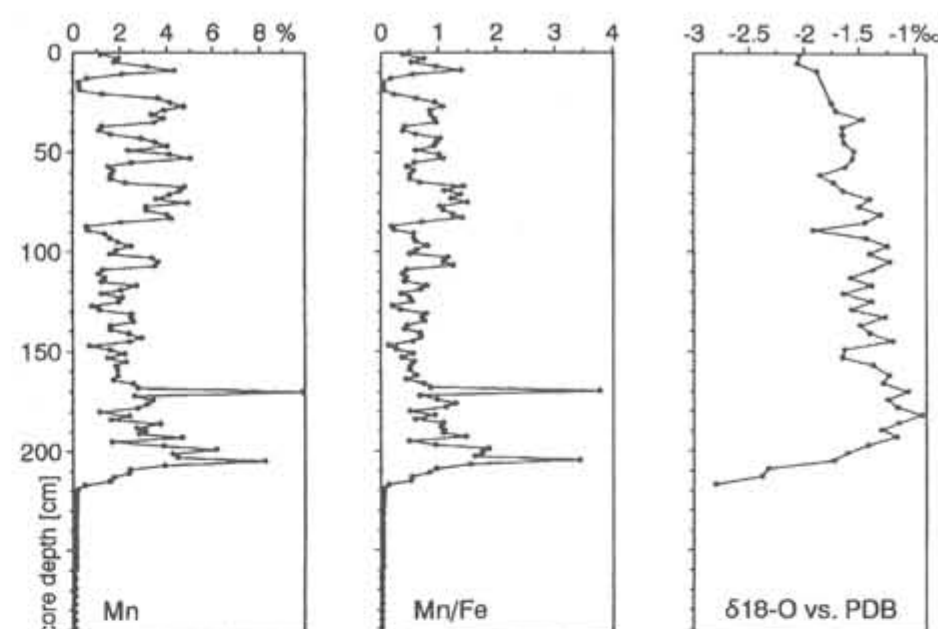 0 2 4 6 8 %
0 1 2 3 4
-3 -2.5 -2 -1.5 -1‰
0
50
100
150
200
core depth [cm]
Mn
Mn/Fe
δ18-O vs. PDB